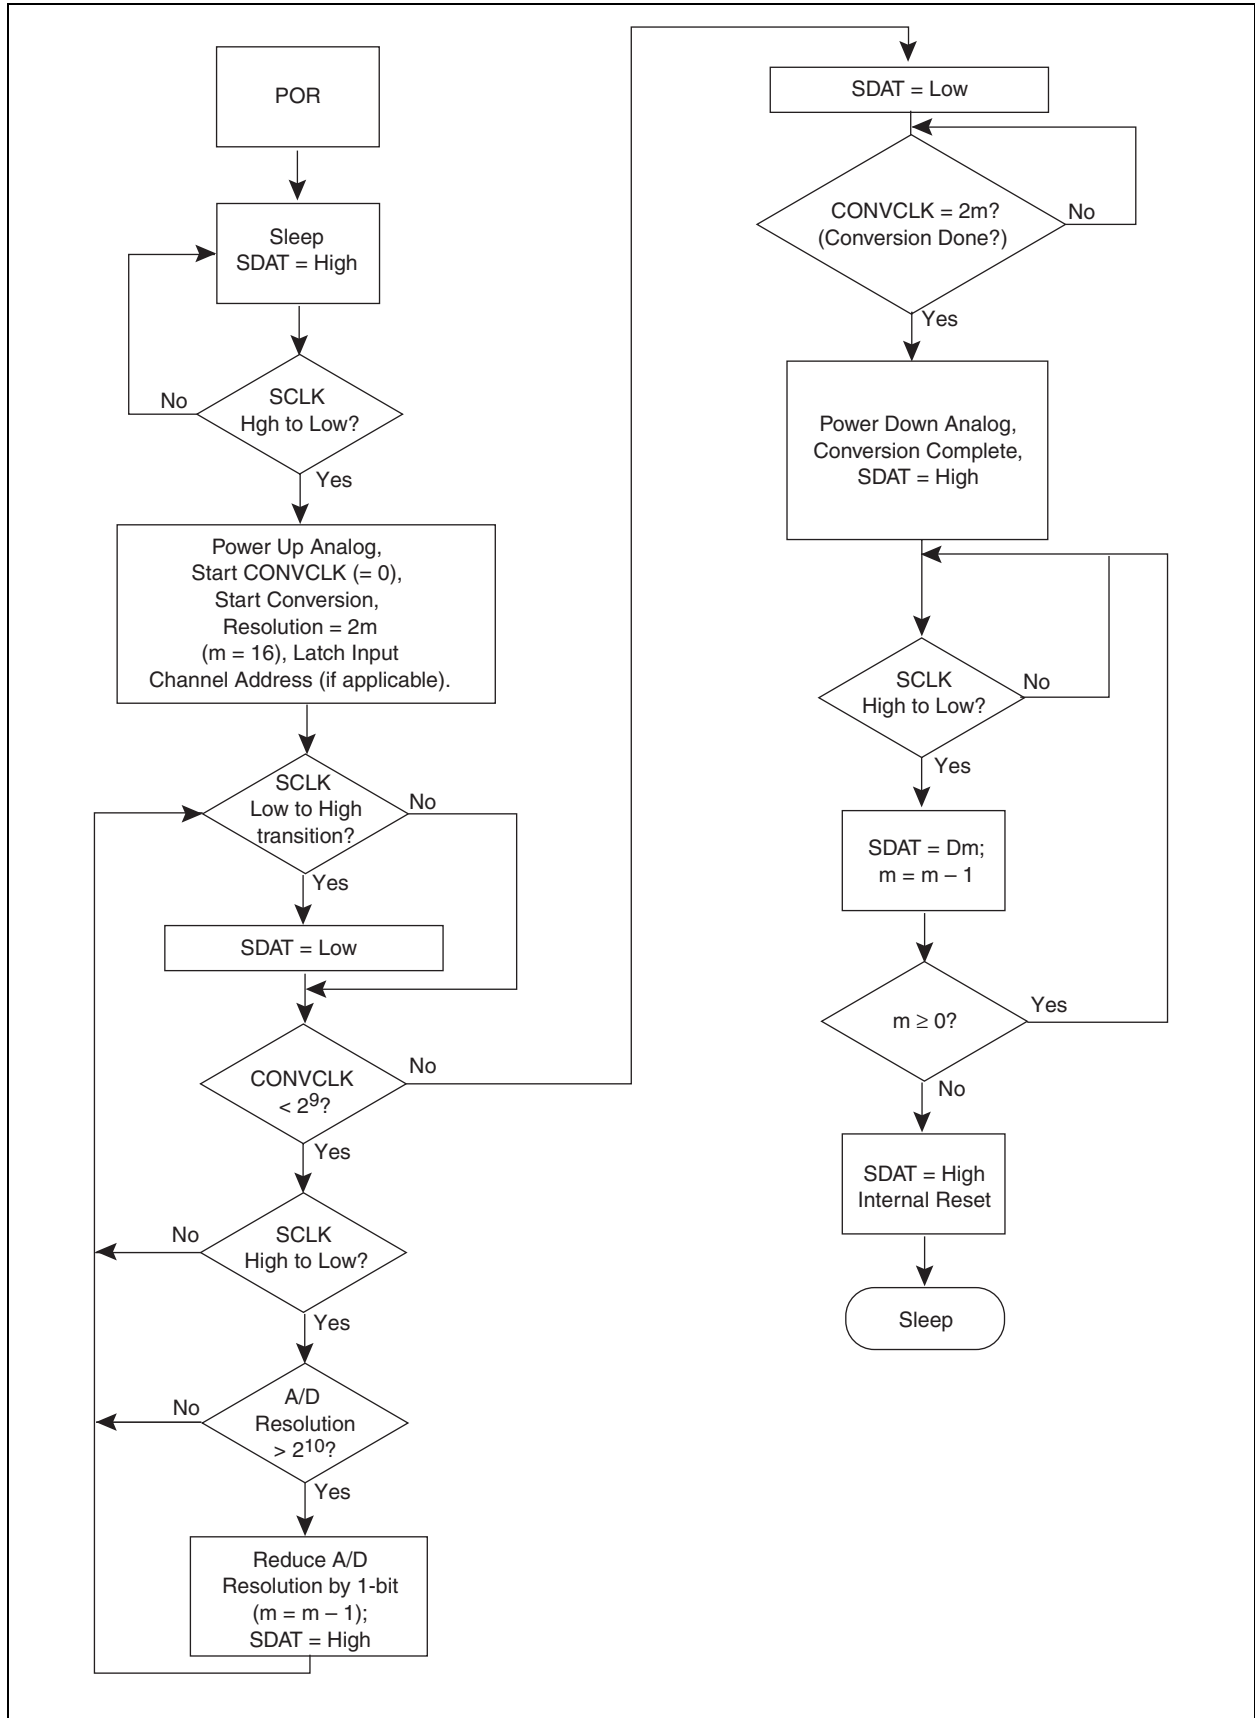 POR
Sleep
SDAT = High
SCLK
Hgh to Low?
No
Yes
Power Up Analog,
Start CONVCLK (= 0),
Start Conversion,
Resolution = 2m
(m = 16), Latch Input
Channel Address (if applicable).
SCLK
Low to High
transition?
No
Yes
SDAT = Low
CONVCLK
< 2⁹?
No
Yes
SCLK
High to Low?
No
Yes
A/D
Resolution
> 2¹⁰?
No
Yes
Reduce A/D
Resolution by 1-bit
(m = m – 1);
SDAT = High
SDAT = Low
CONVCLK = 2m?
(Conversion Done?)
No
Yes
Power Down Analog,
Conversion Complete,
SDAT = High
SCLK
High to Low?
No
Yes
SDAT = Dm;
m = m – 1
m ≥ 0?
Yes
No
SDAT = High
Internal Reset
Sleep